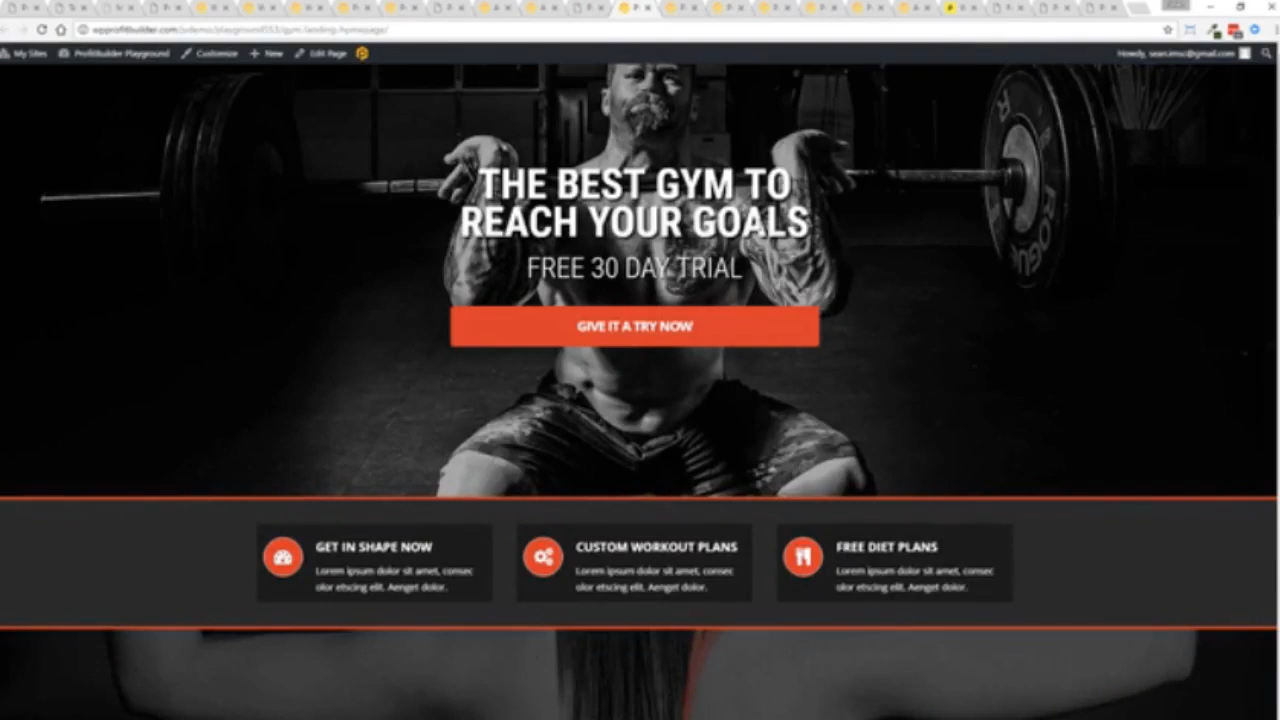 My Sites ProfitBuilder Playground Customize New Edit Page
THE BEST GYM TO
REACH YOUR GOALS
FREE 30 DAY TRIAL
GIVE IT A TRY NOW
GET IN SHAPE NOW
Lorem ipsum dolor sit amet, consec
olor etscing elit. Aenget dolor.
CUSTOM WORKOUT PLANS
Lorem ipsum dolor sit amet, consec
olor etscing elit. Aenget dolor.
FREE DIET PLANS
Lorem ipsum dolor sit amet, consec
olor etscing elit. Aenget dolor.